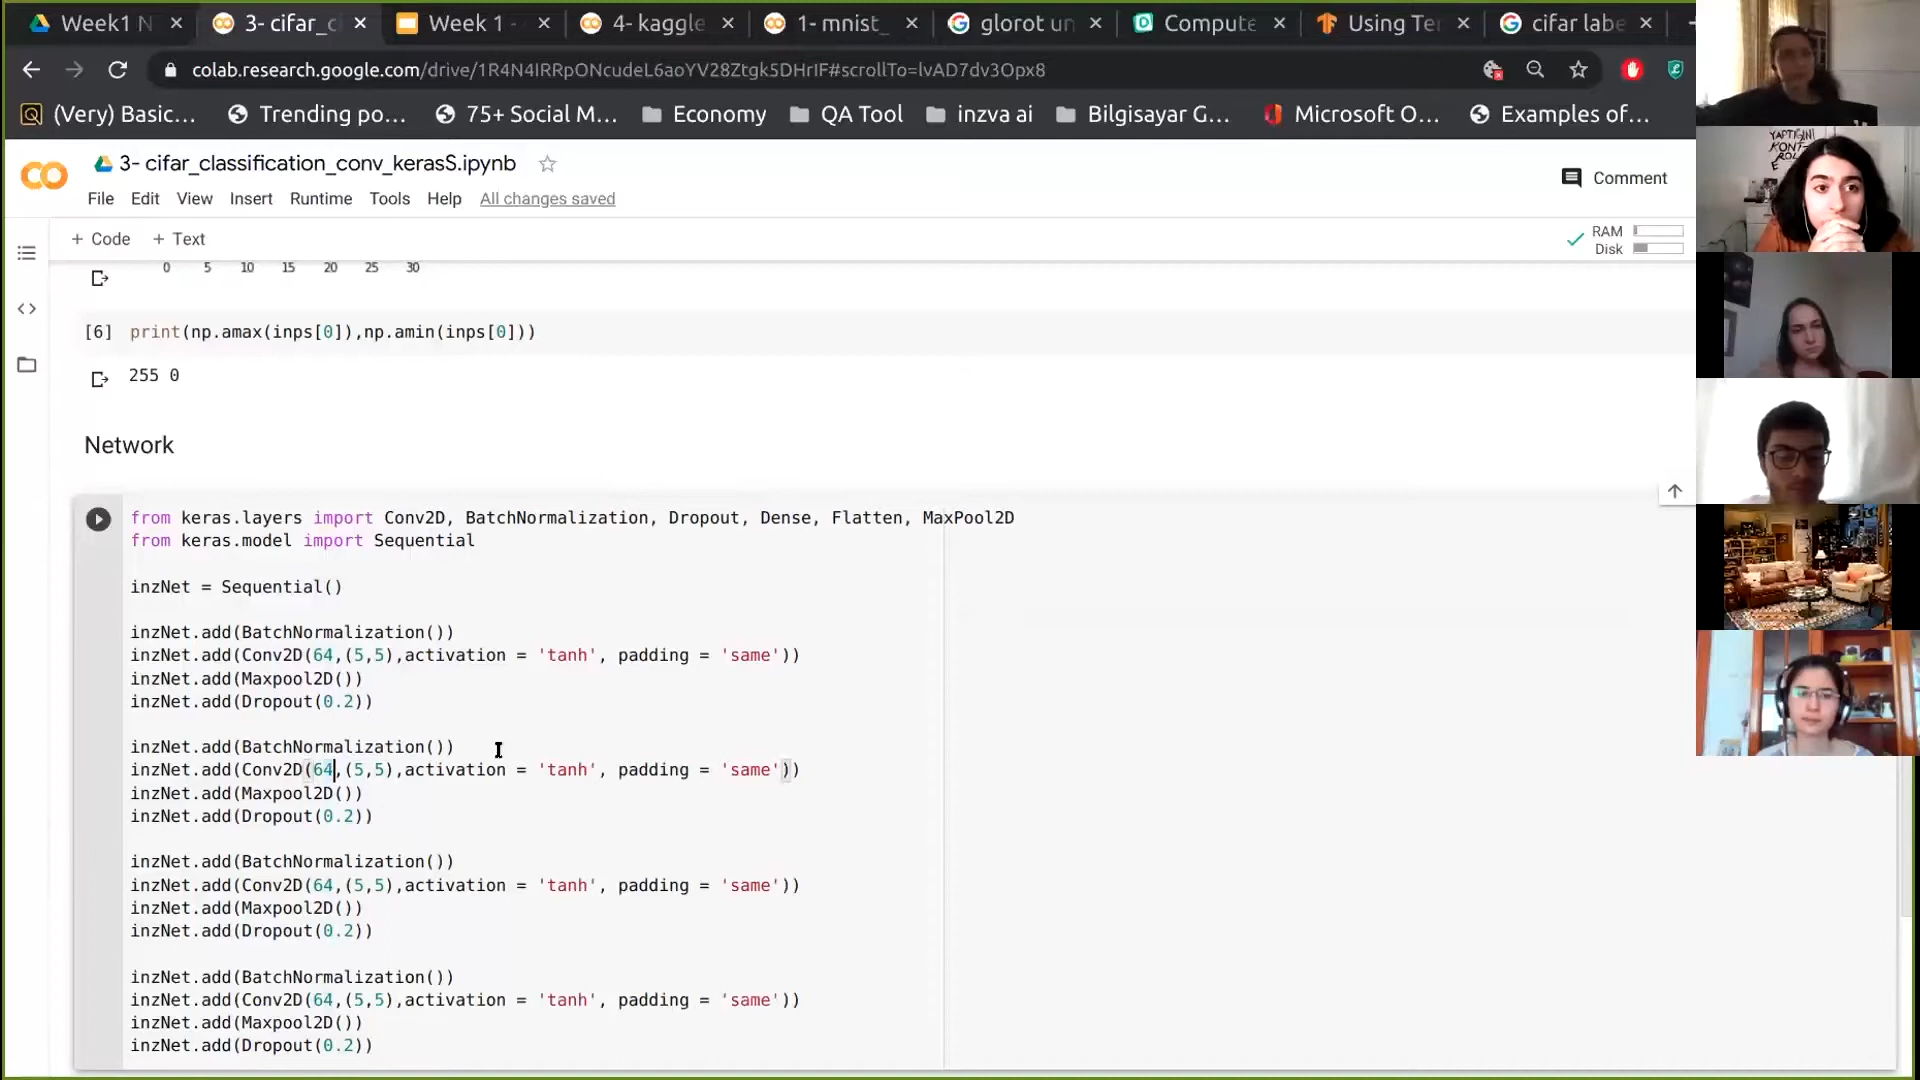 Week1 N
3- cifar_c
Week 1 -
4- kaggle
1- mnist_
glorot un
Compute
Using Ter
cifar labe
colab.research.google.com/drive/1R4N4IRRpONcudeL6aoYV28Ztgk5DHrIF#scrollTo=lvAD7dv3Opx8
(Very) Basic...
Trending po...
75+ Social M...
Economy
QA Tool
inzva ai
Bilgisayar G...
Microsoft O...
Examples of...
3- cifar_classification_conv_kerasS.ipynb
Comment
File Edit View Insert Runtime Tools Help All changes saved
+ Code + Text
RAM
Disk
0 5 10 15 20 25 30
[6] print(np.amax(inps[0]),np.amin(inps[0]))
255 0
Network
from keras.layers import Conv2D, BatchNormalization, Dropout, Dense, Flatten, MaxPool2D
from keras.model import Sequential
inzNet = Sequential()
inzNet.add(BatchNormalization())
inzNet.add(Conv2D(64,(5,5),activation = 'tanh', padding = 'same'))
inzNet.add(Maxpool2D())
inzNet.add(Dropout(0.2))
inzNet.add(BatchNormalization())
inzNet.add(Conv2D(64,(5,5),activation = 'tanh', padding = 'same'))
inzNet.add(Maxpool2D())
inzNet.add(Dropout(0.2))
inzNet.add(BatchNormalization())
inzNet.add(Conv2D(64,(5,5),activation = 'tanh', padding = 'same'))
inzNet.add(Maxpool2D())
inzNet.add(Dropout(0.2))
inzNet.add(BatchNormalization())
inzNet.add(Conv2D(64,(5,5),activation = 'tanh', padding = 'same'))
inzNet.add(Maxpool2D())
inzNet.add(Dropout(0.2))
YAPTIĞINI
KONT-
ROL
E